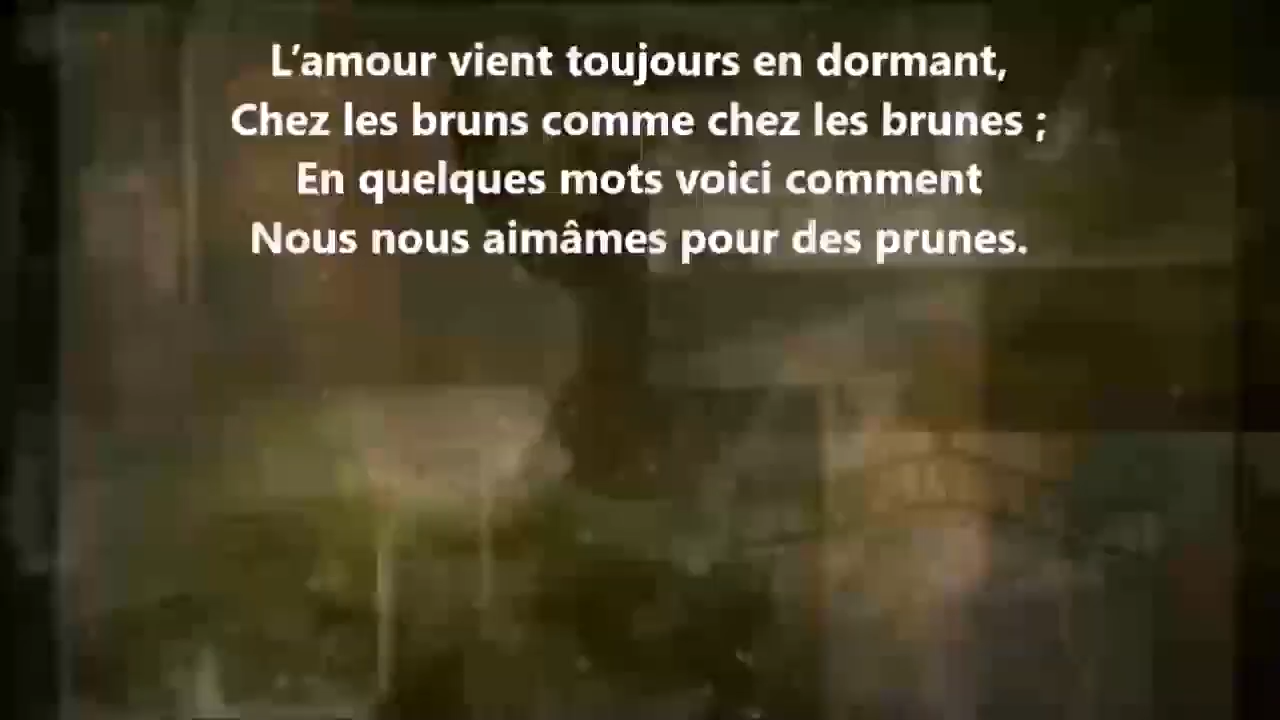 L’amour vient toujours en dormant,
Chez les bruns comme chez les brunes ;
En quelques mots voici comment
Nous nous aimâmes pour des prunes.